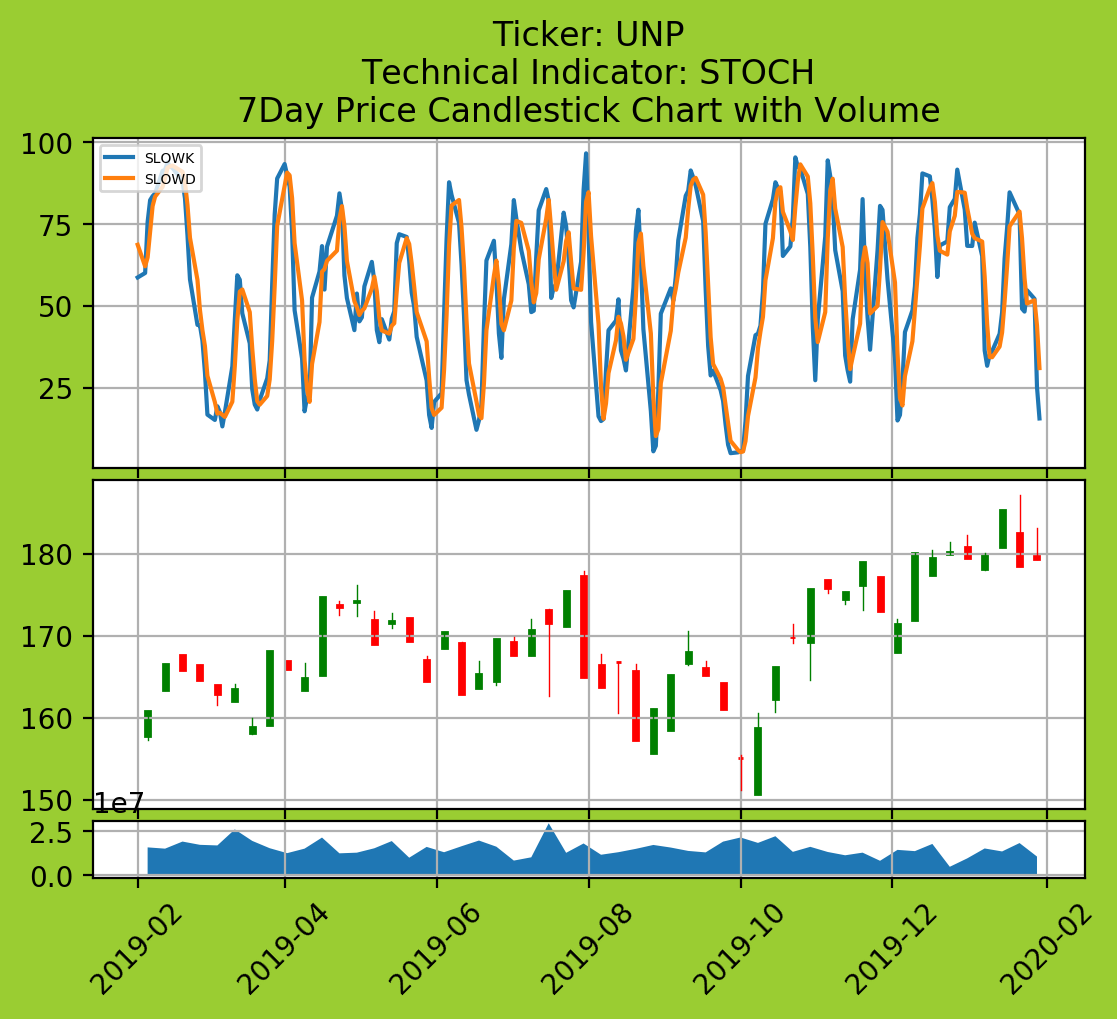 Ticker: UNP
Technical Indicator: STOCH
7Day Price Candlestick Chart with Volume
100
75
50
25
SLOWK
SLOWD
180
170
160
150
1e7
2.5
0.0
2019-02
2019-04
2019-06
2019-08
2019-10
2019-12
2020-02